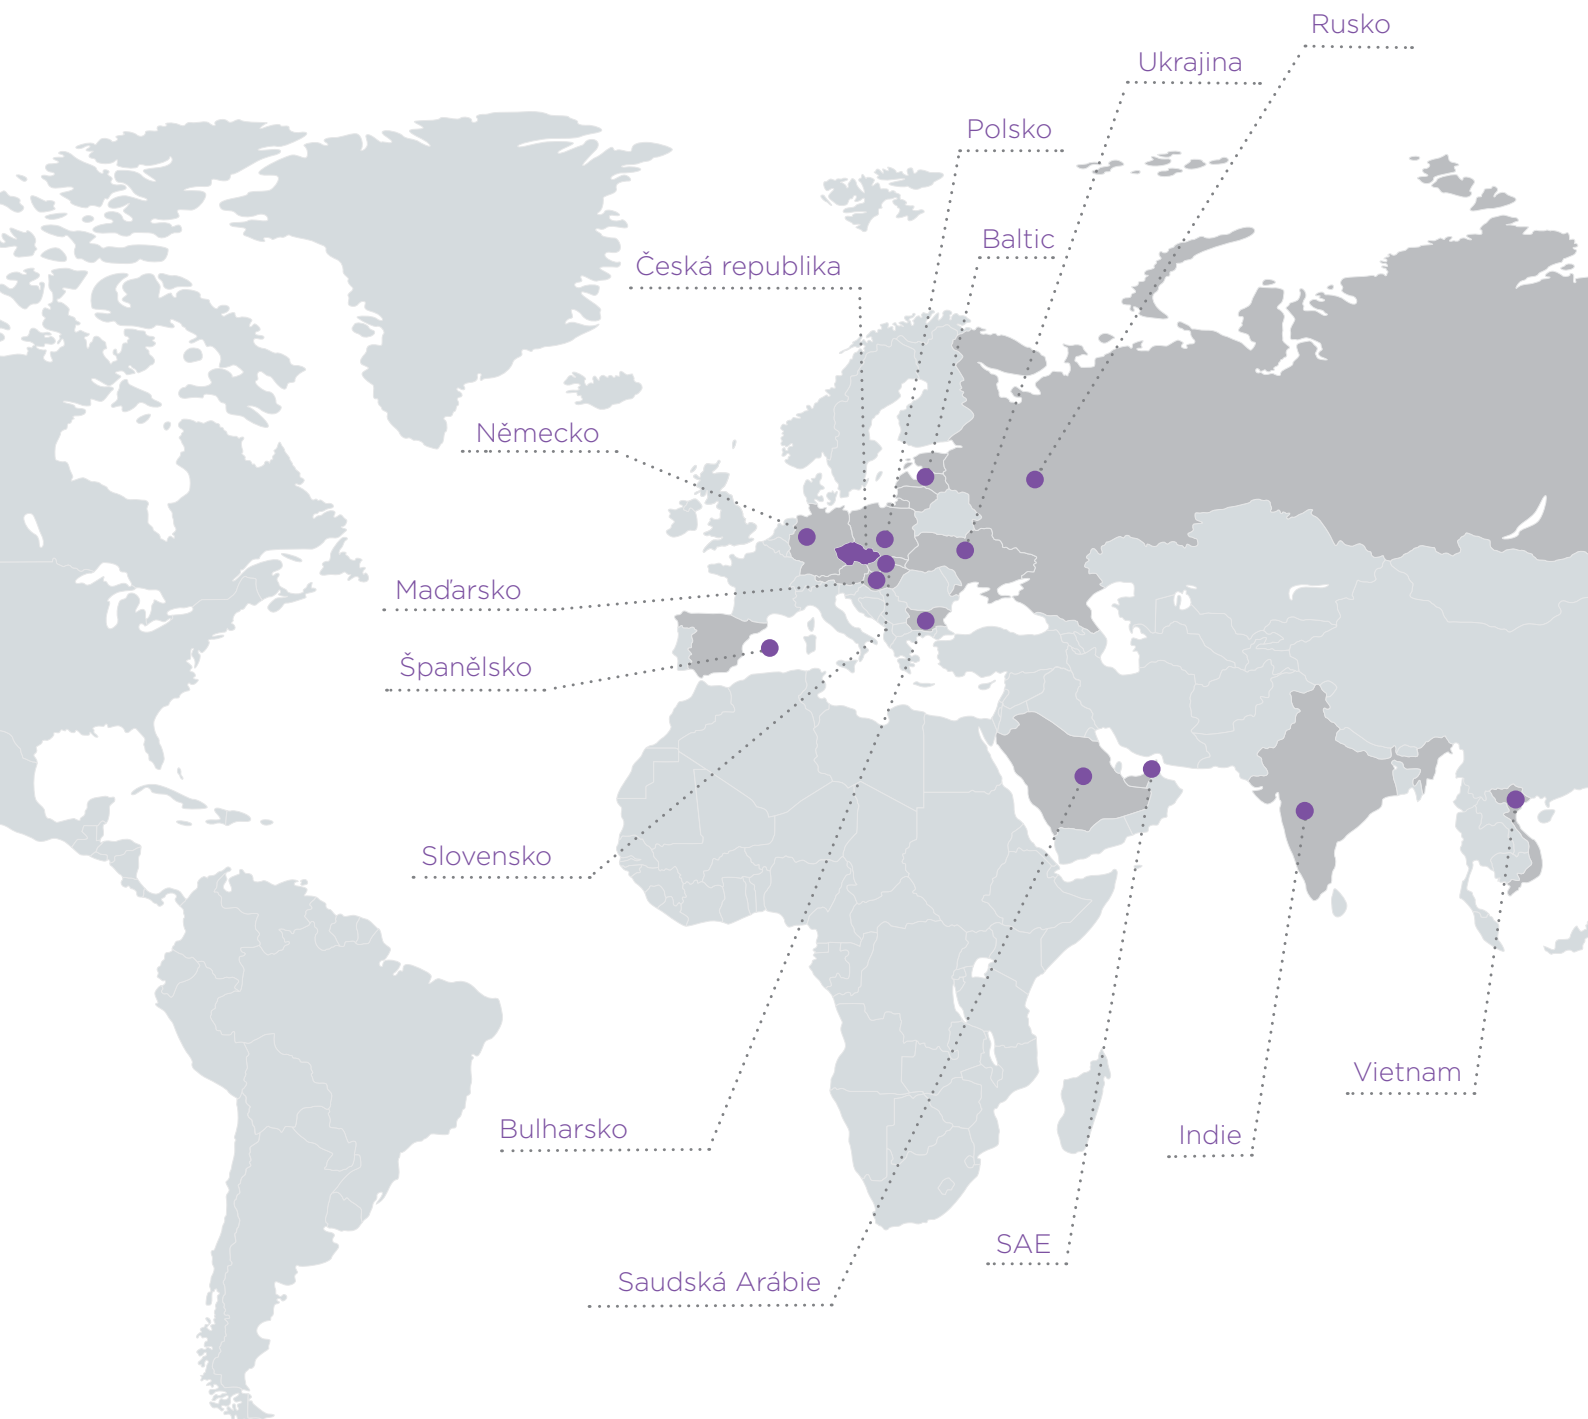 Rusko
Ukrajina
Polsko
Baltic
Česká republika
Německo
Maďarsko
Španělsko
Slovensko
Vietnam
Bulharsko
Indie
SAE
Saudská Arábie